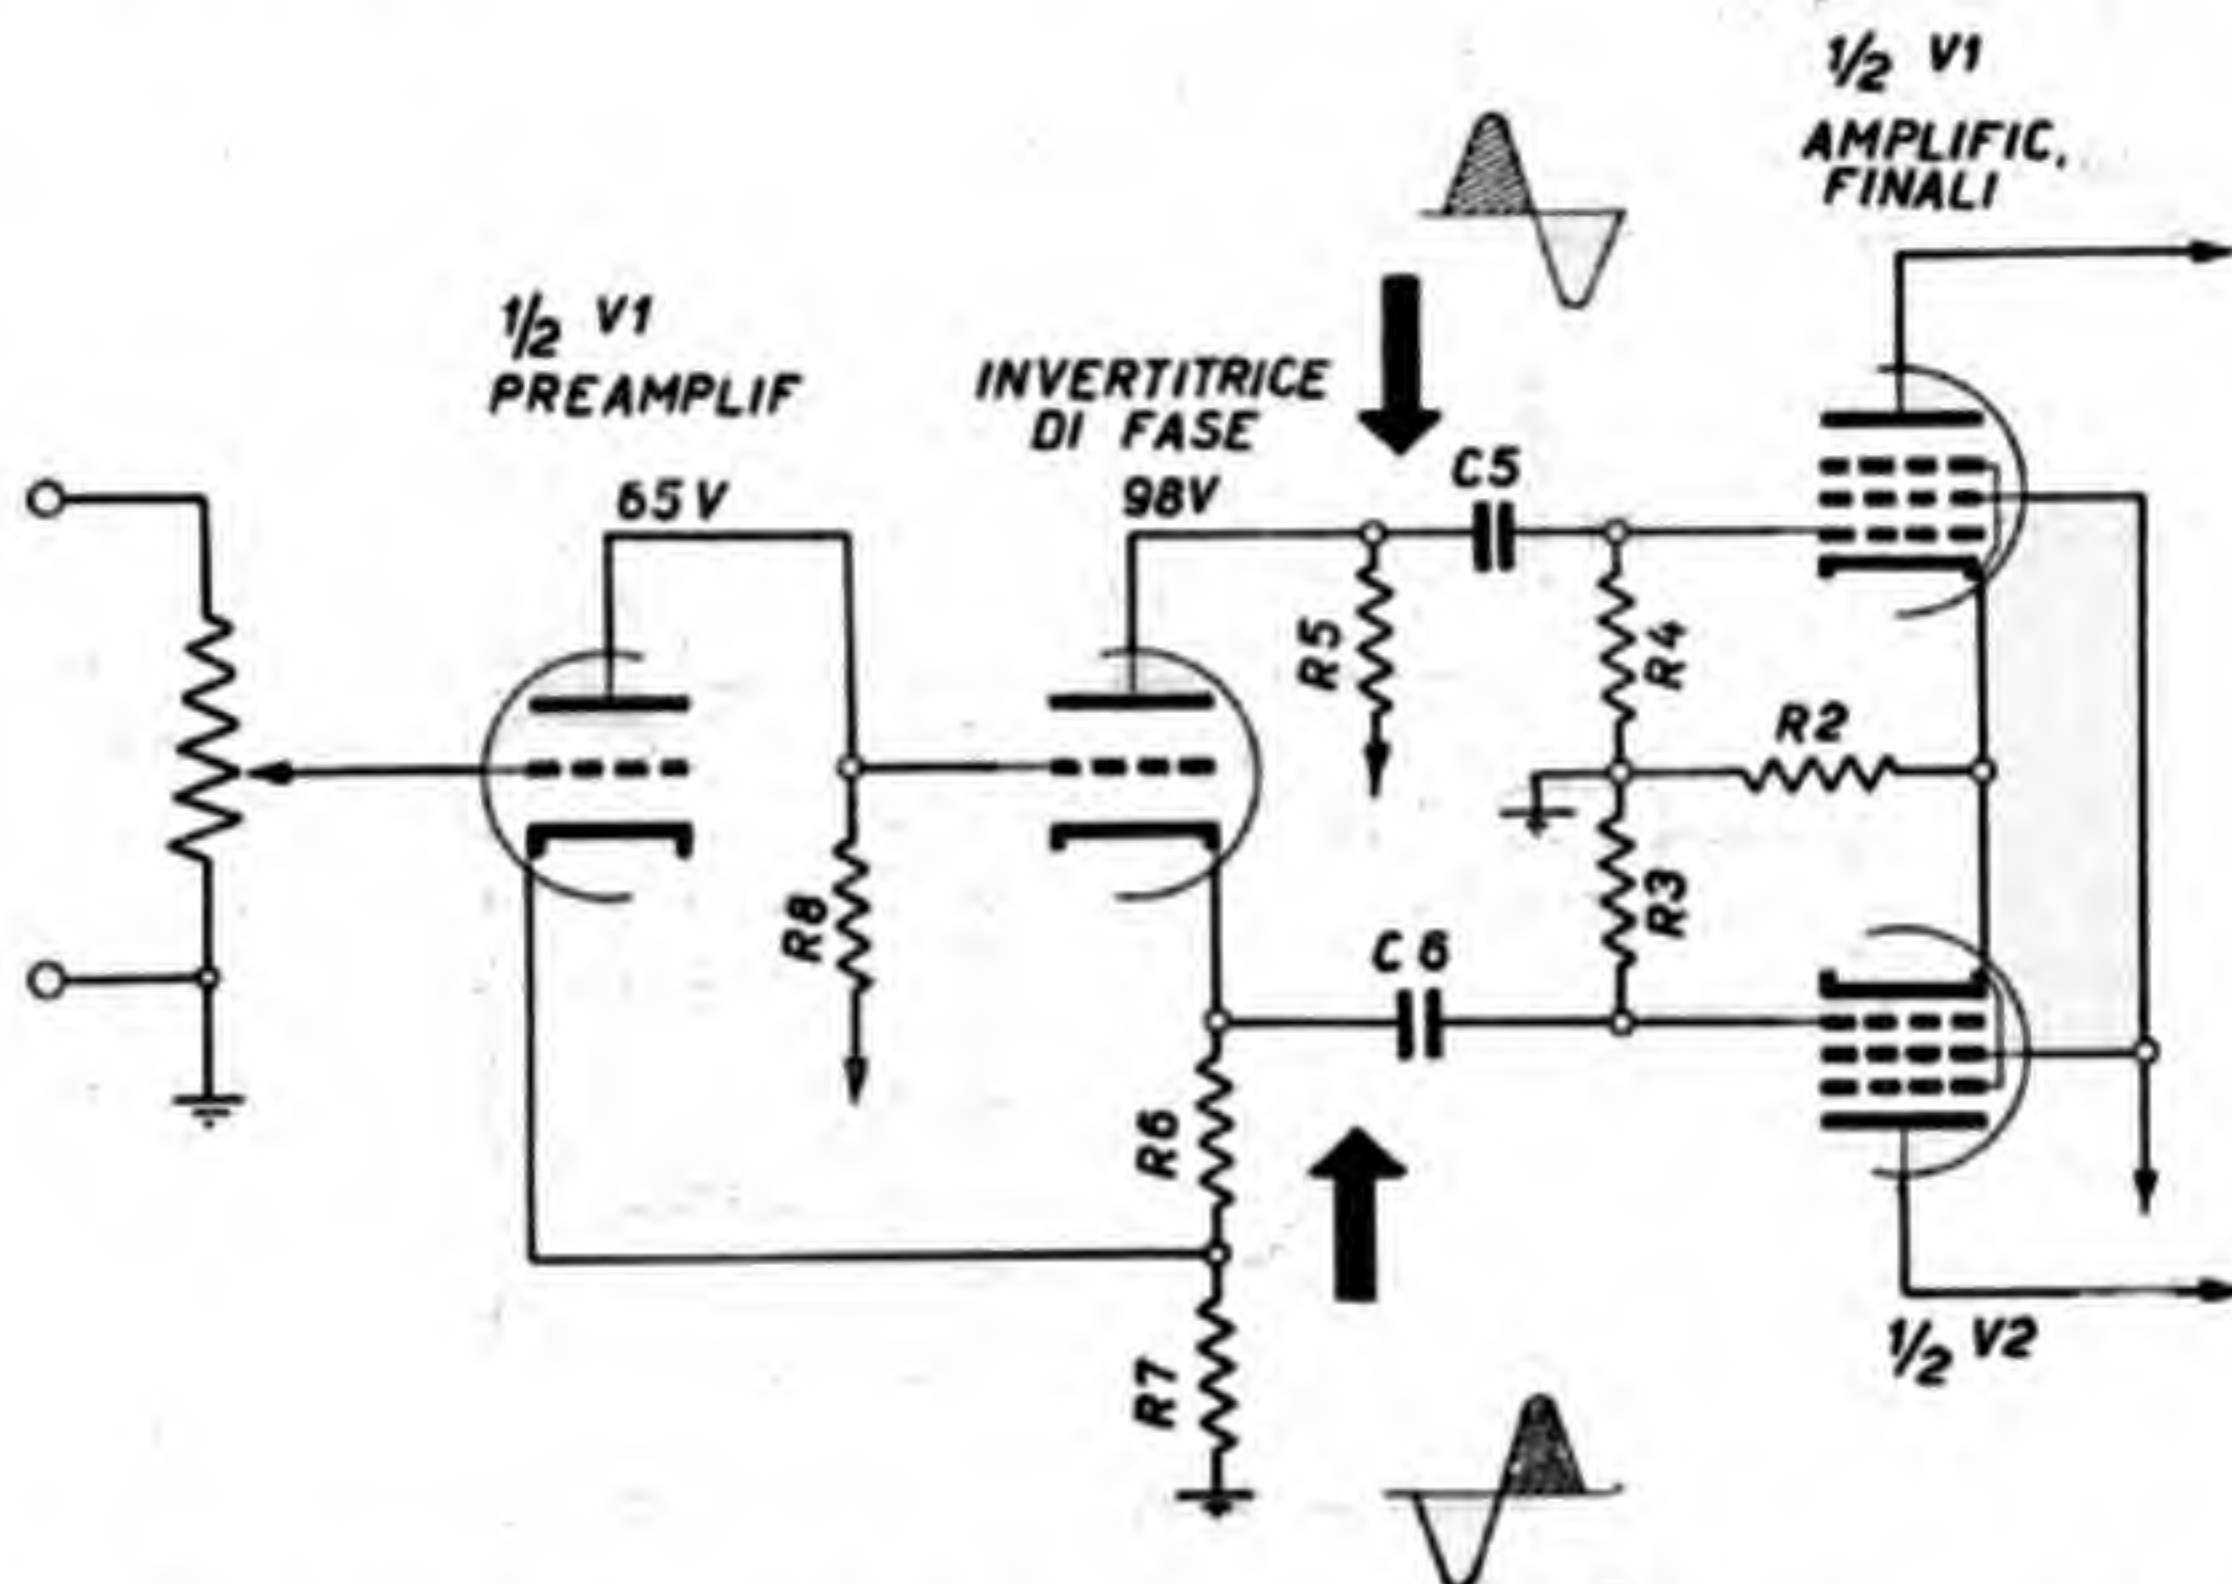 1/2 V1
AMPLIFIC,
FINALI
1/2 V1
PREAMPLIF
INVERTITRICE
DI FASE
65V
98V
C5
R5
R4
R2
R8
R3
C6
R6
R7
1/2 V2